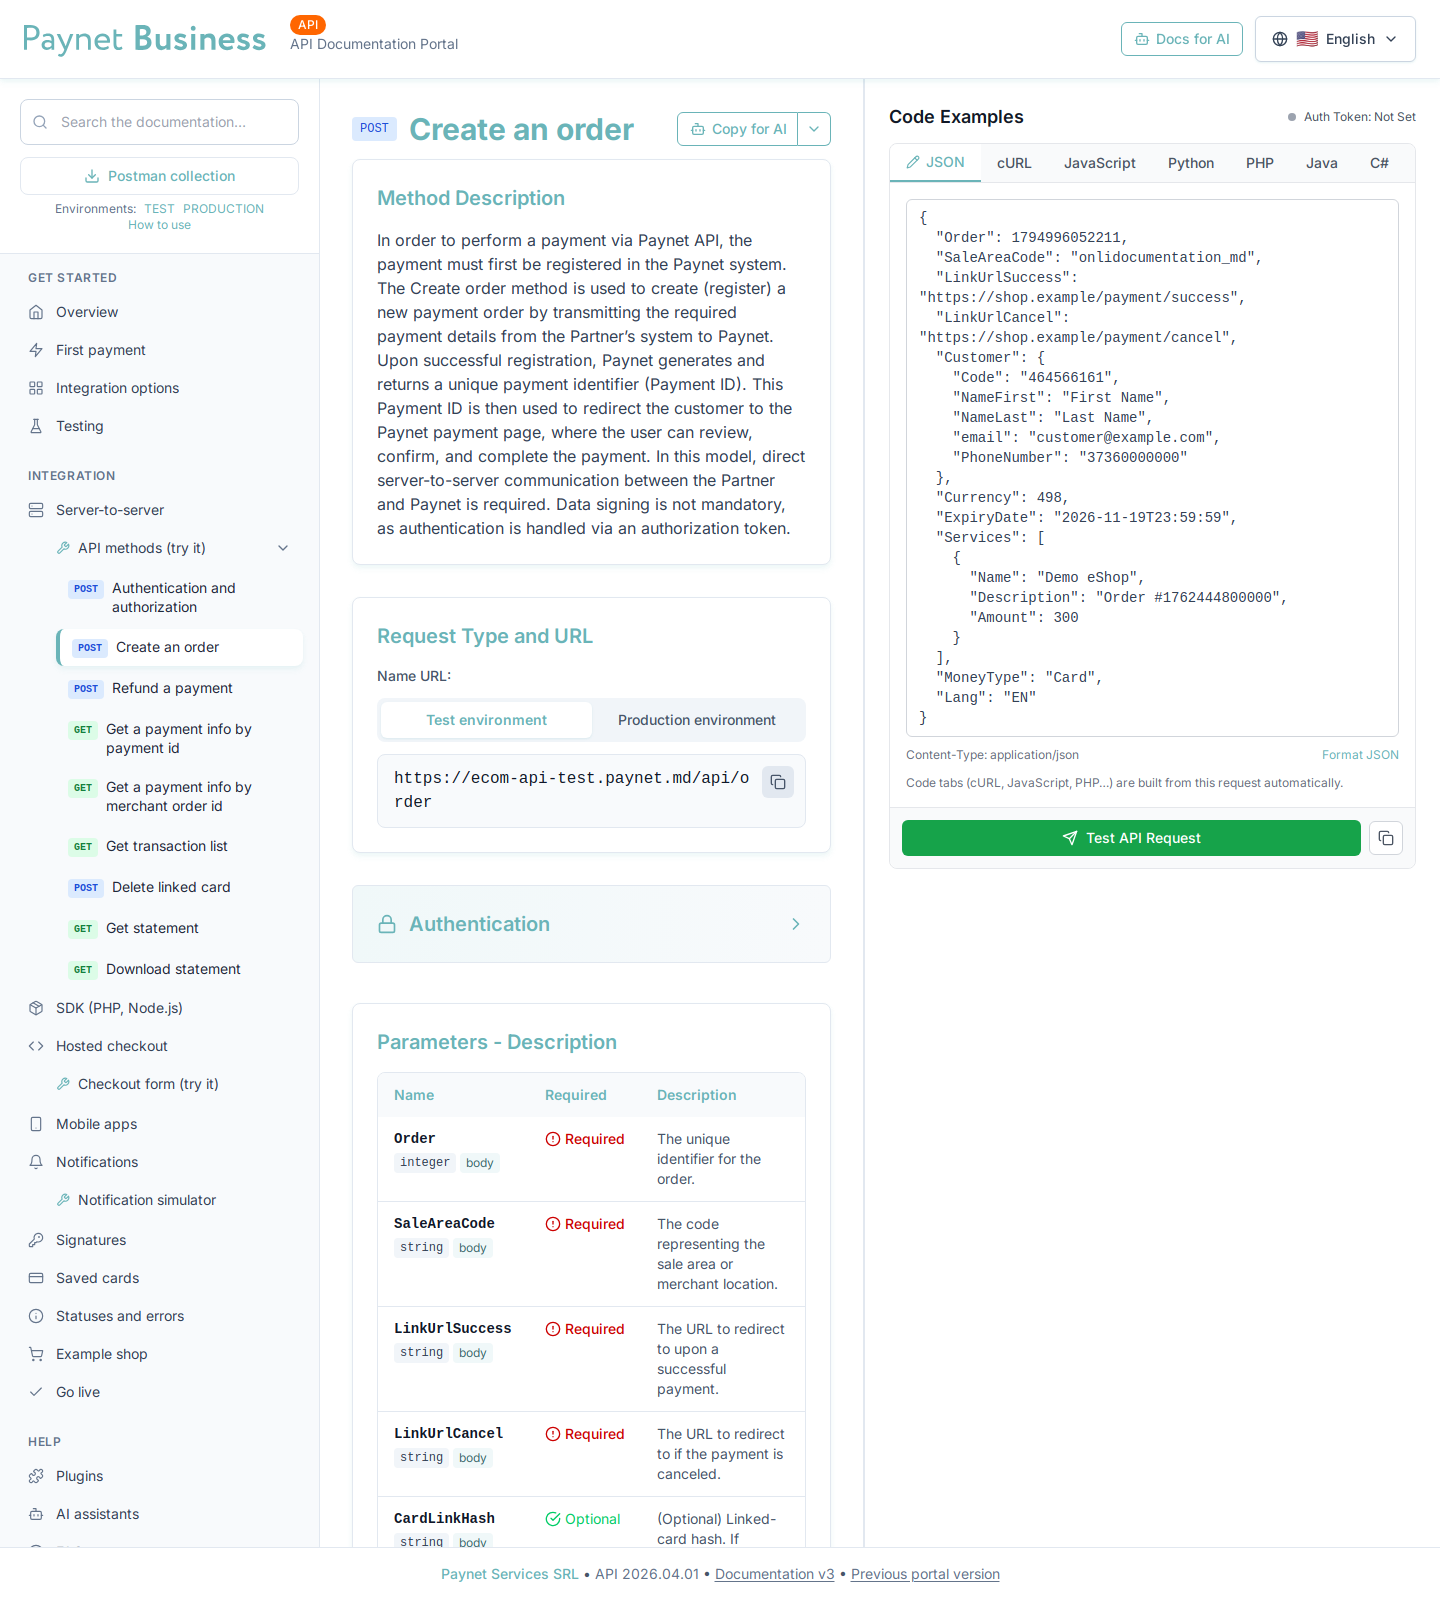 Paynet Business
API
API Documentation Portal
Docs for AI
English
Search the documentation...
Postman collection
Environments: TEST PRODUCTION
How to use
GET STARTED
Overview
First payment
Integration options
Testing
INTEGRATION
Server-to-server
API methods (try it)
POST Authentication and
authorization
POST Create an order
POST Refund a payment
GET Get a payment info by
payment id
GET Get a payment info by
merchant order id
GET Get transaction list
POST Delete linked card
GET Get statement
GET Download statement
SDK (PHP, Node.js)
Hosted checkout
Checkout form (try it)
Mobile apps
Notifications
Notification simulator
Signatures
Saved cards
Statuses and errors
Example shop
Go live
HELP
Plugins
AI assistants
POST Create an order
Copy for AI
Method Description
In order to perform a payment via Paynet API, the
payment must first be registered in the Paynet system.
The Create order method is used to create (register) a
new payment order by transmitting the required
payment details from the Partner’s system to Paynet.
Upon successful registration, Paynet generates and
returns a unique payment identifier (Payment ID). This
Payment ID is then used to redirect the customer to the
Paynet payment page, where the user can review,
confirm, and complete the payment. In this model, direct
server-to-server communication between the Partner
and Paynet is required. Data signing is not mandatory,
as authentication is handled via an authorization token.
Request Type and URL
Name URL:
Test environment Production environment
https://ecom-api-test.paynet.md/api/o
rder
Authentication
Parameters - Description
Name Required Description
Order Required The unique
integer body identifier for the
order.
SaleAreaCode Required The code
string body representing the
sale area or
merchant location.
LinkUrlSuccess Required The URL to redirect
string body to upon a
successful
payment.
LinkUrlCancel Required The URL to redirect
string body to if the payment is
canceled.
CardLinkHash Optional (Optional) Linked-
string body card hash. If
Code Examples
Auth Token: Not Set
JSON cURL JavaScript Python PHP Java C#
{
"Order": 1794996052211,
"SaleAreaCode": "onlidocumentation_md",
"LinkUrlSuccess":
"https://shop.example/payment/success",
"LinkUrlCancel":
"https://shop.example/payment/cancel",
"Customer": {
"Code": "464566161",
"NameFirst": "First Name",
"NameLast": "Last Name",
"email": "customer@example.com",
"PhoneNumber": "37360000000"
},
"Currency": 498,
"ExpiryDate": "2026-11-19T23:59:59",
"Services": [
{
"Name": "Demo eShop",
"Description": "Order #1762444800000",
"Amount": 300
}
],
"MoneyType": "Card",
"Lang": "EN"
}
Content-Type: application/json Format JSON
Code tabs (cURL, JavaScript, PHP...) are built from this request automatically.
Test API Request
Paynet Services SRL • API 2026.04.01 • Documentation v3 • Previous portal version